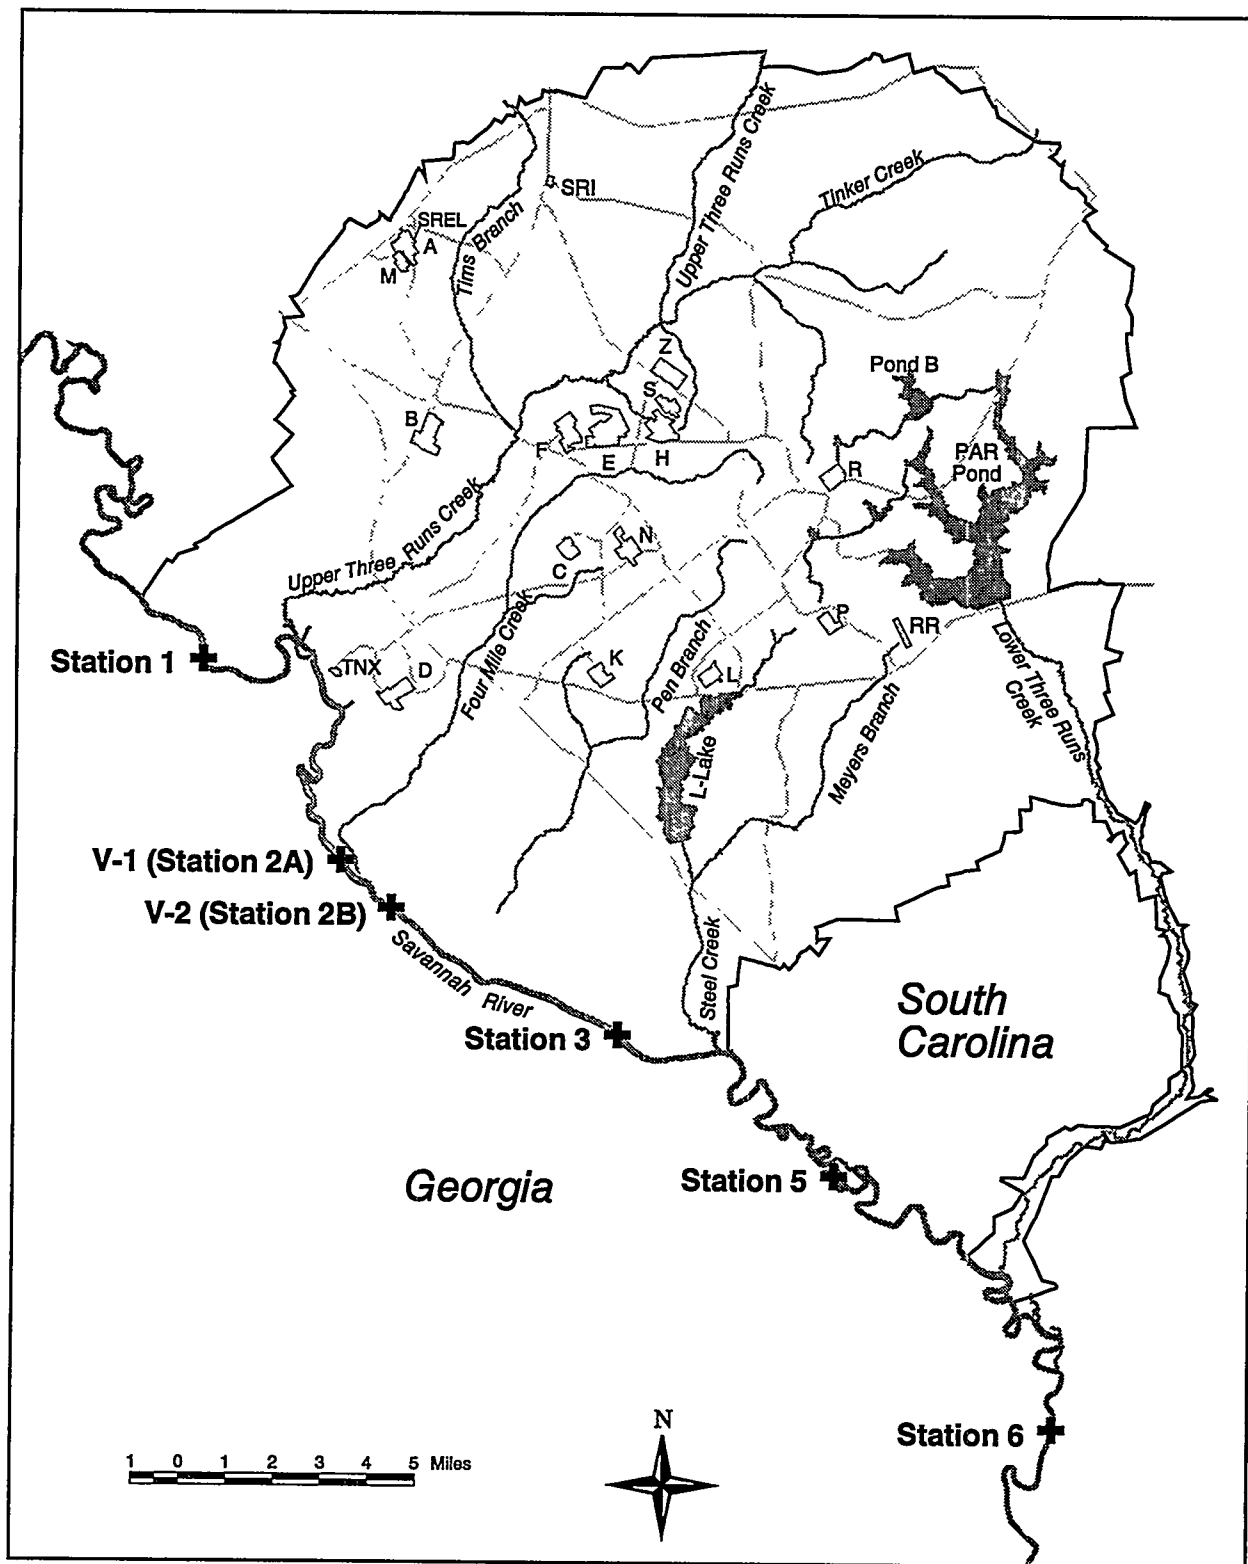 Upper Three Runs Creek
Tinker Creek
SRI
SREL
A
M
Tims Branch
Z
S
Pond B
B
F
E
H
R
PAR
Pond
Upper Three Runs Creek
N
C
Four Mile Creek
P
RR
Lower Three Runs
Creek
Station 1
TNX
D
K
Pen Branch
L
L-Lake
Meyers Branch
V-1 (Station 2A)
V-2 (Station 2B)
Savannah River
Steel Creek
South
Carolina
Station 3
Georgia
Station 5
Station 6
N
1 0 1 2 3 4 5 Miles